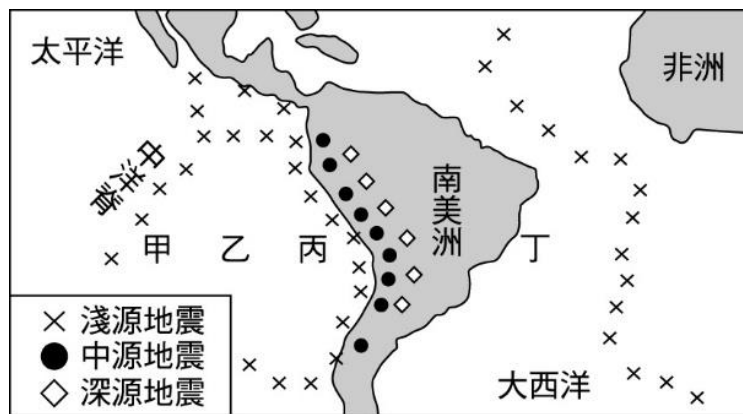 太平洋
非洲
中洋脊
南美洲
甲 乙 丙 丁
淺源地震
中源地震
深源地震
大西洋